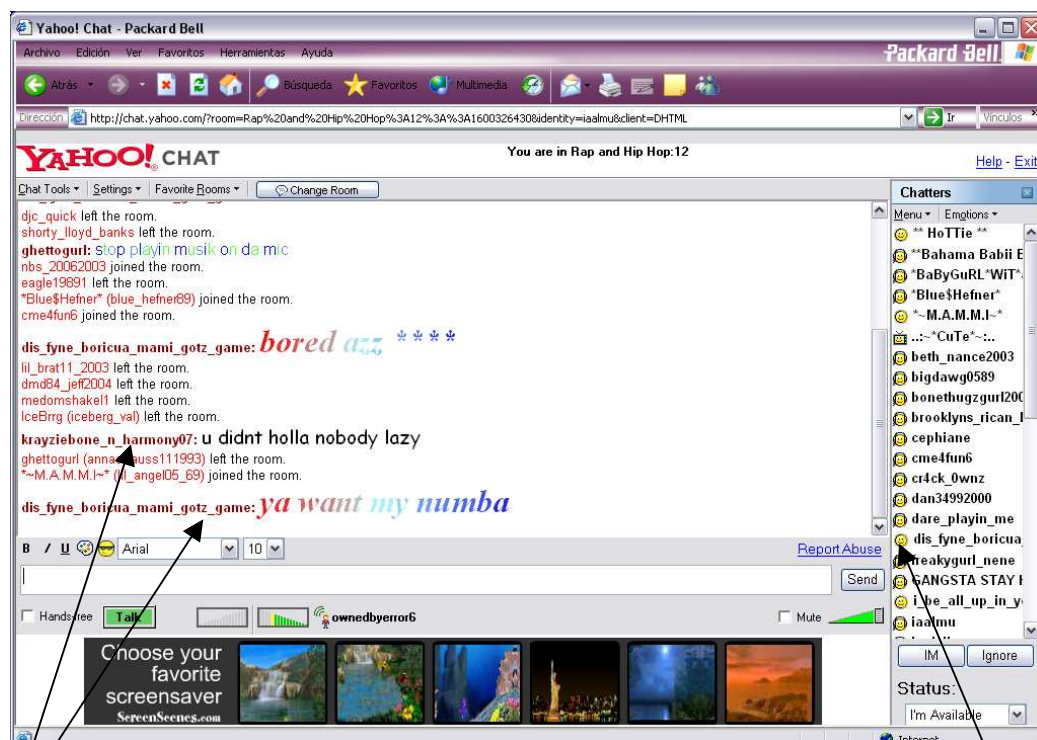 Yahoo! Chat - Packard Bell
Archivo Edición Ver Favoritos Herramientas Ayuda
Packard Bell.
Atrás Búsqueda Favoritos Multimedia
Dirección http://chat.yahoo.com/?room=Rap%20and%20Hip%20Hop%3A12%3A%3A1600326430&identity=iaalmu&client=DHTML Ir Vínculos »
YAHOO! CHAT
You are in Rap and Hip Hop:12
Help - Exit
Chat Tools Settings Favorite Rooms Change Room
djc_quick left the room.
shorty_lloyd_banks left the room.
ghettogurl: stop playin musik on da mic
nbs_20062003 joined the room.
eagle19891 left the room.
*Blue$Hefner* (blue_hefner69) joined the room.
cme4fun6 joined the room.
dis_fyne_boricua_mami_gotz_game: bored azz ****
lil_brat11_2003 left the room.
dmd84_jeff2004 left the room.
medomshakel1 left the room.
IceBrrg (iceberg_val) left the room.
krayziebone_n_harmony07: u didnt holla nobody lazy
ghettogurl left the room.
*~M.A.M.M.I~* joined the room.
dis_fyne_boricua_mami_gotz_game: ya want my numba
B I U Arial 10
Report Abuse
Send
Hands-free Talk ownedbyerror6 Mute
Choose your
favorite
screensaver
ScreenScenes.com
Chatters
Menu Emotions
** HoTTie **
**Bahama Babii E
*BaByGuRL*WiT*
*Blue$Hefner*
*~M.A.M.M.I~*
..:~*CuTe*~:..
beth_nance2003
bigdawg0589
bonethugzgurl200
brooklyns_rican_
cephiane
cme4fun6
cr4ck_0wnz
dan34992000
dare_playin_me
dis_fyne_boricua_
freakygurl_nene
GANGSTA STAY
i_be_all_up_in_y
iaalmu
IM Ignore
Status:
I'm Available
Internet